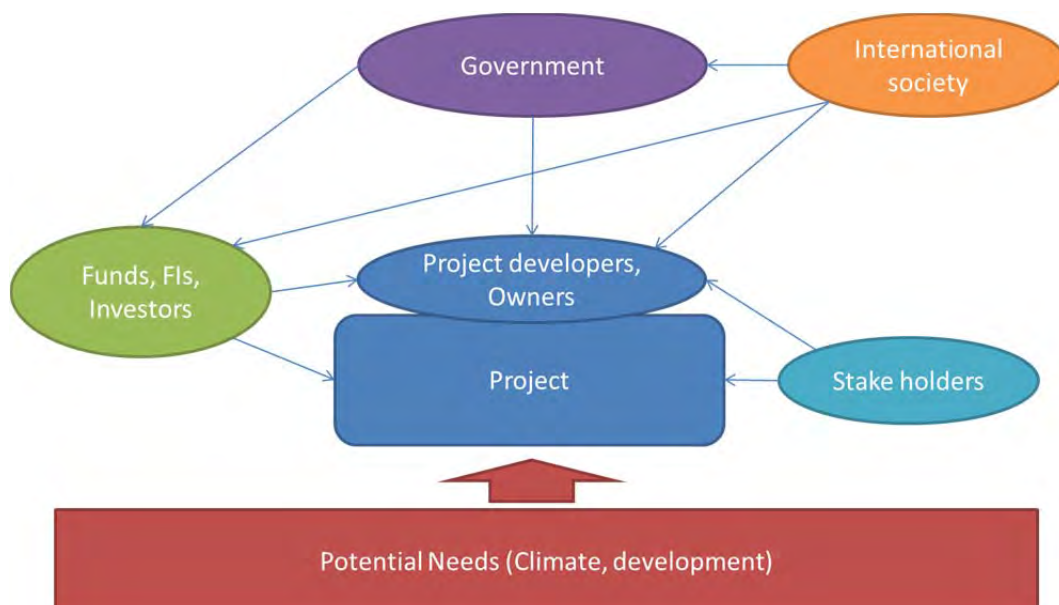 Government
International
society
Funds, FIs,
Investors
Project developers,
Owners
Project
Stake holders
Potential Needs (Climate, development)